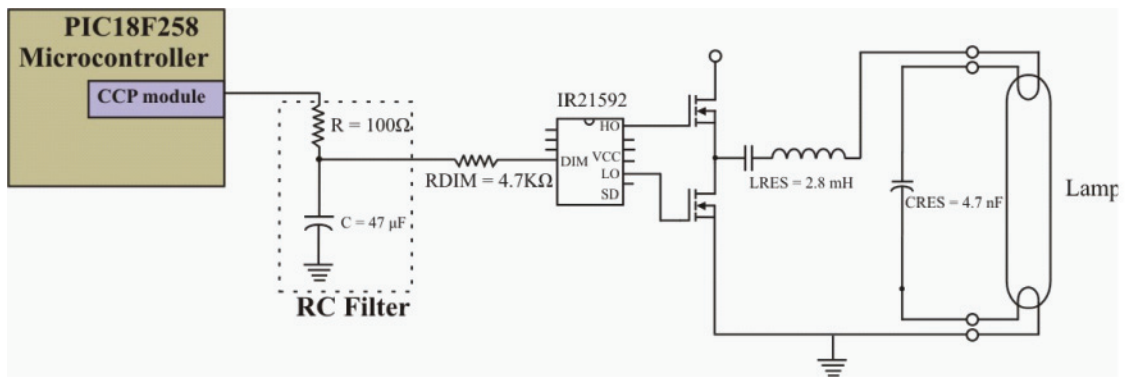 PIC18F258
Microcontroller
CCP module
R = 100Ω
C = 47 µF
RC Filter
RDIM = 4.7KΩ
IR21592
HO
DIM
VCC
LO
SD
LRES = 2.8 mH
CRES = 4.7 nF
Lamp